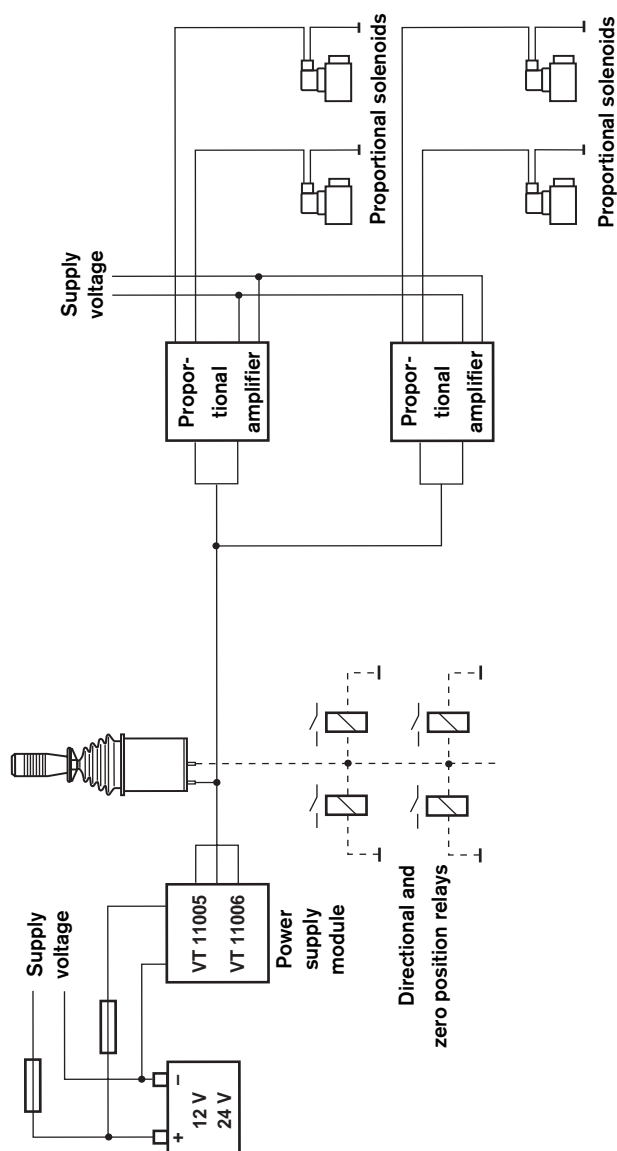 +
–
12 V
24 V
Supply
voltage
VT 11005
VT 11006
Power
supply
module
Directional and
zero position relays
Propor-
tional
amplifier
Propor-
tional
amplifier
Supply
voltage
Proportional solenoids
Proportional solenoids